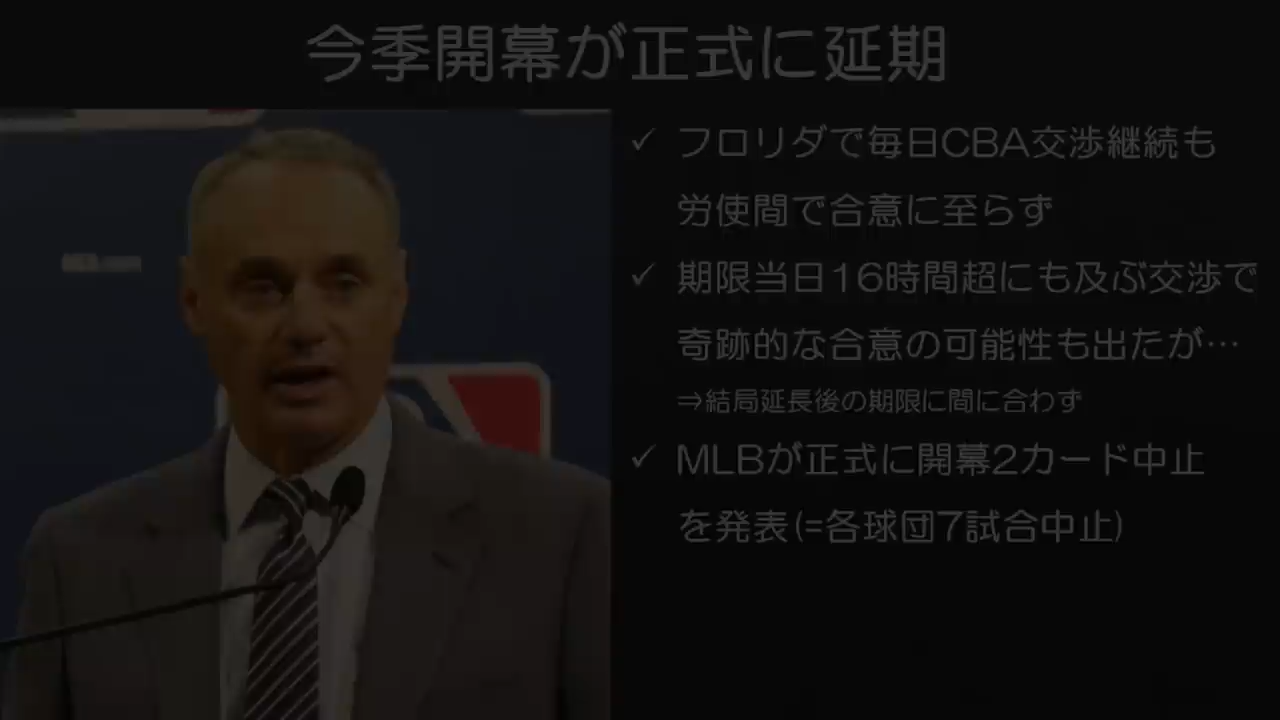 今季開幕が正式に延期
✓ フロリダで毎日CBA交渉継続も
労使間で合意に至らず
✓ 期限当日16時間超にも及ぶ交渉で
奇跡的な合意の可能性も出たが…
⇒結局延長後の期限に間に合わず
✓ MLBが正式に開幕2カード中止
を発表(=各球団7試合中止)